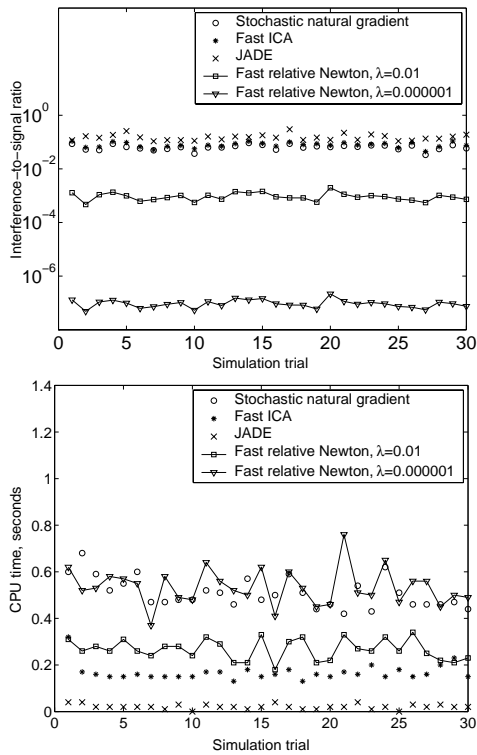 Stochastic natural gradient
Fast ICA
JADE
Fast relative Newton, λ=0.01
Fast relative Newton, λ=0.000001
Interference-to-signal ratio
10^0
10^-2
10^-4
10^-6
0 5 10 15 20 25 30
Simulation trial
1.4
Stochastic natural gradient
Fast ICA
JADE
Fast relative Newton, λ=0.01
Fast relative Newton, λ=0.000001
1.2
1
0.8
CPU time, seconds
0.6
0.4
0.2
0
0 5 10 15 20 25 30
Simulation trial